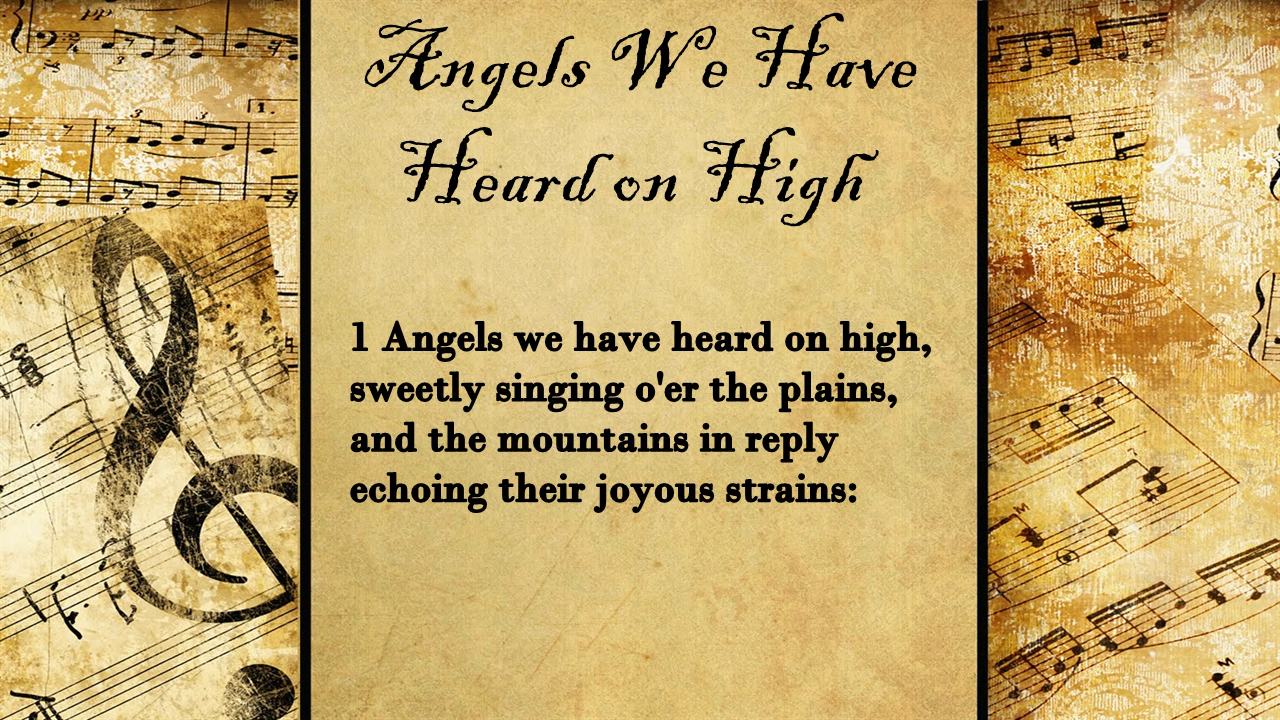 Angels We Have
Heard on High
1 Angels we have heard on high,
sweetly singing o'er the plains,
and the mountains in reply
echoing their joyous strains: